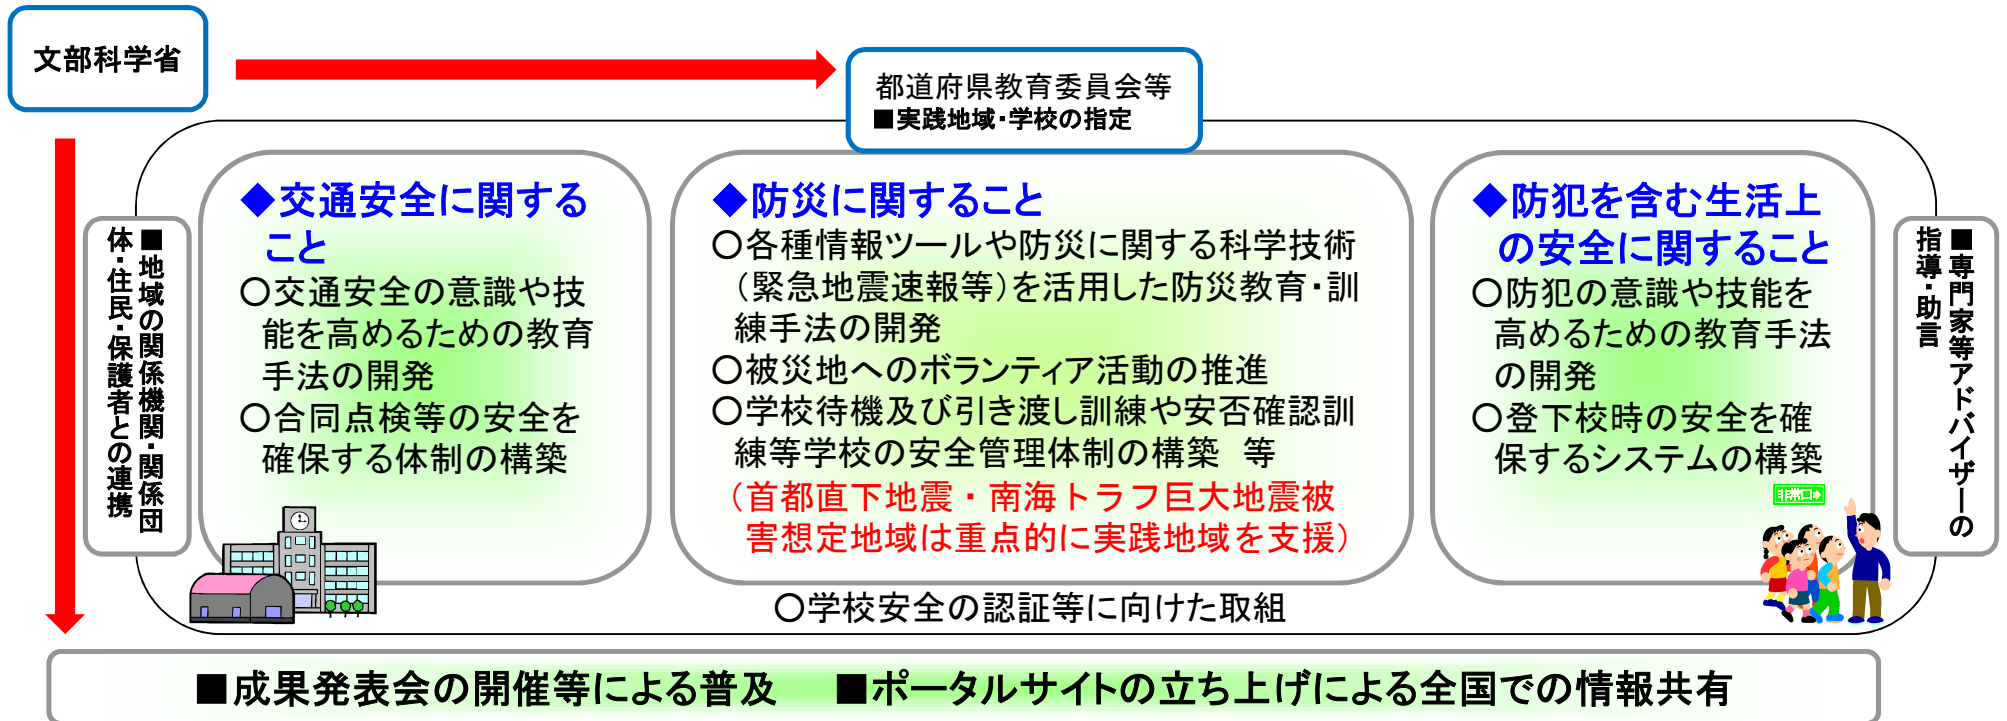 文部科学省
都道府県教育委員会等
■実践地域・学校の指定
■地域の関係機関・関係団
体・住民・保護者との連携
◆交通安全に関する
こと
○交通安全の意識や技
能を高めるための教育
手法の開発
○合同点検等の安全を
確保する体制の構築
◆防災に関すること
○各種情報ツールや防災に関する科学技術
（緊急地震速報等）を活用した防災教育・訓
練手法の開発
○被災地へのボランティア活動の推進
○学校待機及び引き渡し訓練や安否確認訓
練等学校の安全管理体制の構築　等
（首都直下地震・南海トラフ巨大地震被
害想定地域は重点的に実践地域を支援）
◆防犯を含む生活上
の安全に関すること
○防犯の意識や技能を
高めるための教育手法
の開発
○登下校時の安全を確
保するシステムの構築
非常口
■専門家等アドバイザーの
指導・助言
○学校安全の認証等に向けた取組
■成果発表会の開催等による普及　■ポータルサイトの立ち上げによる全国での情報共有